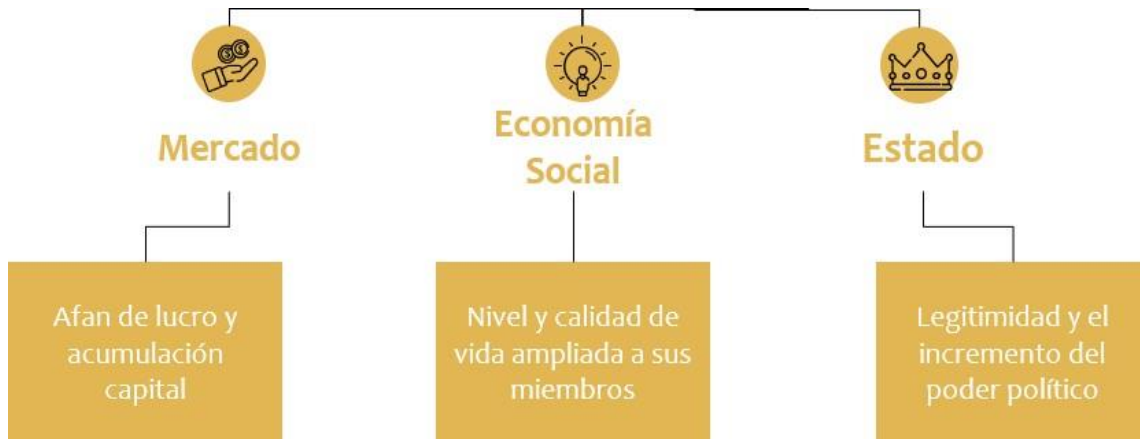 Mercado
Economía
Social
Estado
Afan de lucro y
acumulación
capital
Nivel y calidad de
vida ampliada a sus
miembros
Legitimidad y el
incremento del
poder político